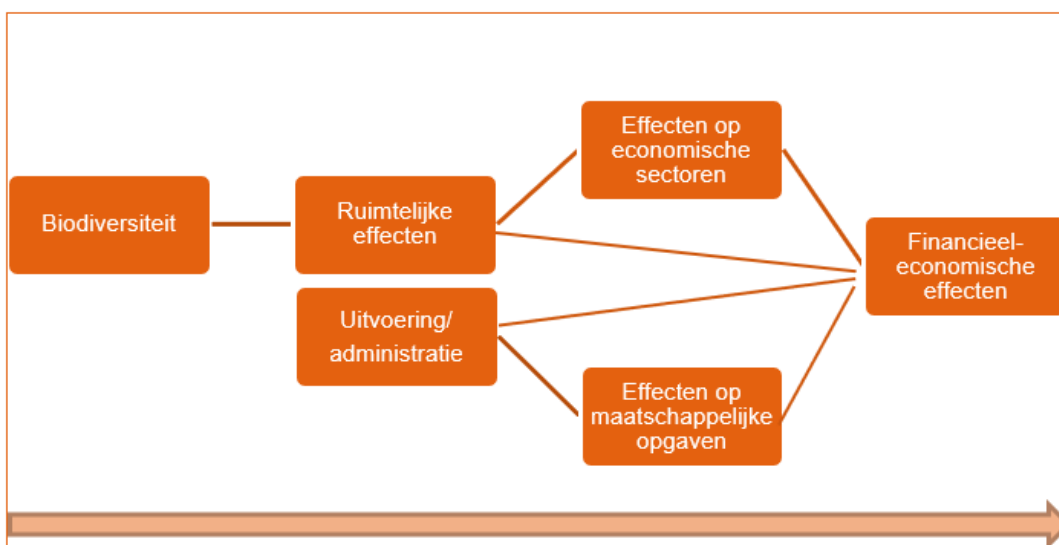 Biodiversiteit
Ruimtelijke
effecten
Uitvoering/
administratie
Effecten op
economische
sectoren
Effecten op
maatschappelijke
opgaven
Financieel-
economische
effecten